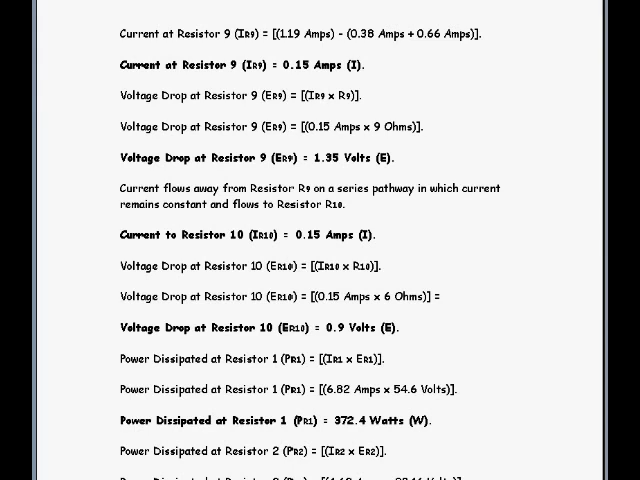 Current at Resistor 9 (IR9) = [(1.19 Amps) - (0.38 Amps + 0.66 Amps)].
Current at Resistor 9 (IR9) = 0.15 Amps (I).
Voltage Drop at Resistor 9 (ER9) = [(IR9 x R9)].
Voltage Drop at Resistor 9 (ER9) = [(0.15 Amps x 9 Ohms)].
Voltage Drop at Resistor 9 (ER9) = 1.35 Volts (E).
Current flows away from Resistor R9 on a series pathway in which current
remains constant and flows to Resistor R10.
Current to Resistor 10 (IR10) = 0.15 Amps (I).
Voltage Drop at Resistor 10 (ER10) = [(IR10 x R10)].
Voltage Drop at Resistor 10 (ER10) = [(0.15 Amps x 6 Ohms)] =
Voltage Drop at Resistor 10 (ER10) = 0.9 Volts (E).
Power Dissipated at Resistor 1 (PR1) = [(IR1 x ER1)].
Power Dissipated at Resistor 1 (PR1) = [(6.82 Amps x 54.6 Volts)].
Power Dissipated at Resistor 1 (PR1) = 372.4 Watts (W).
Power Dissipated at Resistor 2 (PR2) = [(IR2 x ER2)].